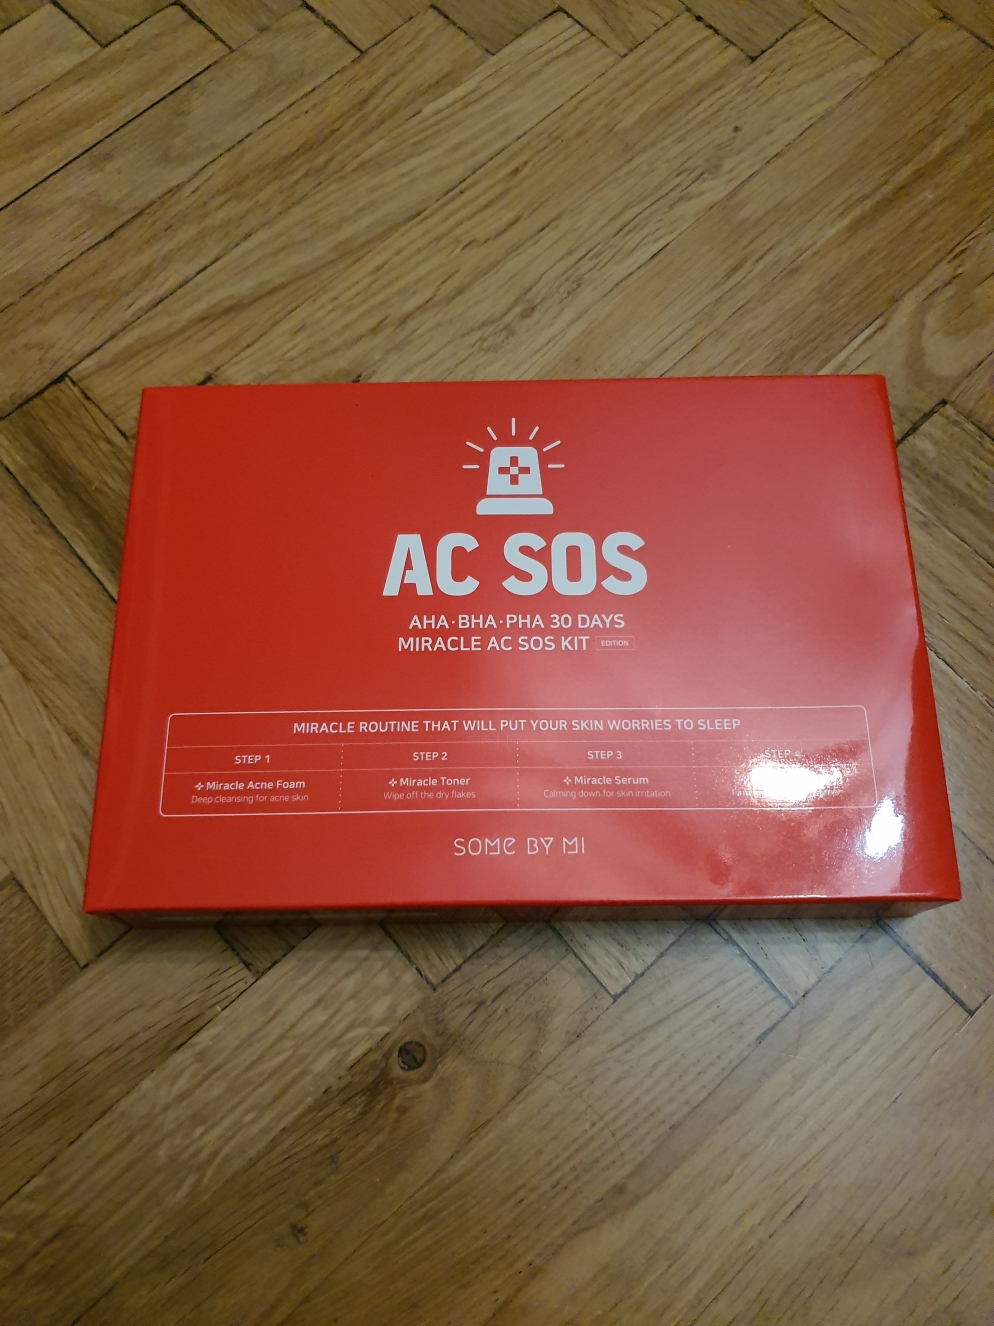 AC SOS
AHA·BHA·PHA 30 DAYS
MIRACLE AC SOS KIT EDITION
MIRACLE ROUTINE THAT WILL PUT YOUR SKIN WORRIES TO SLEEP
STEP 1 STEP 2 STEP 3 STEP 4
Miracle Acne Foam Miracle Toner Miracle Serum
Deep cleansing for acne skin Wipe off the dry flakes Calming down for skin irritation
SOME BY MI